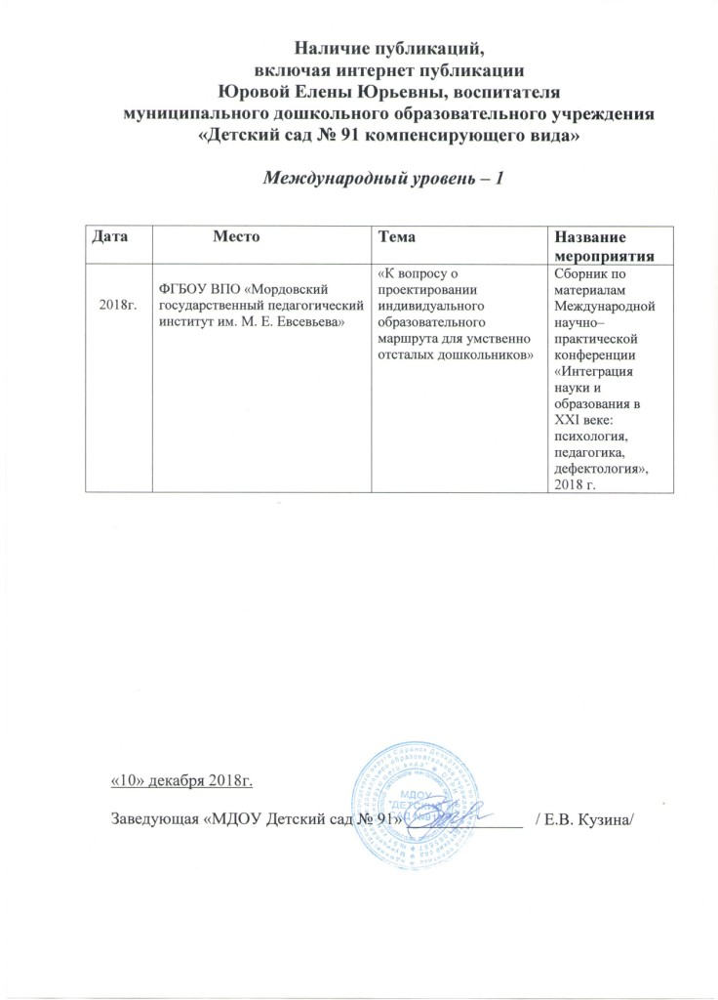 Наличие публикаций,
включая интернет публикации
Юровой Елены Юрьевны, воспитателя
муниципального дошкольного образовательного учреждения
«Детский сад № 91 компенсирующего вида»
Международный уровень – 1
Дата
Место
Тема
Название
мероприятия
2018г.
ФГБОУ ВПО «Мордовский
государственный педагогический
институт им. М. Е. Евсевьева»
«К вопросу о
проектировании
индивидуального
образовательного
маршрута для умственно
отсталых дошкольников»
Сборник по
материалам
Международной
научно–
практической
конференции
«Интеграция
науки и
образования в
XXI веке:
психология,
педагогика,
дефектология»,
2018 г.
«10» декабря 2018г.
Заведующая «МДОУ Детский сад № 91» ______________ / Е.В. Кузина/
МДОУ
"ДЕТСКИЙ
САД №91"